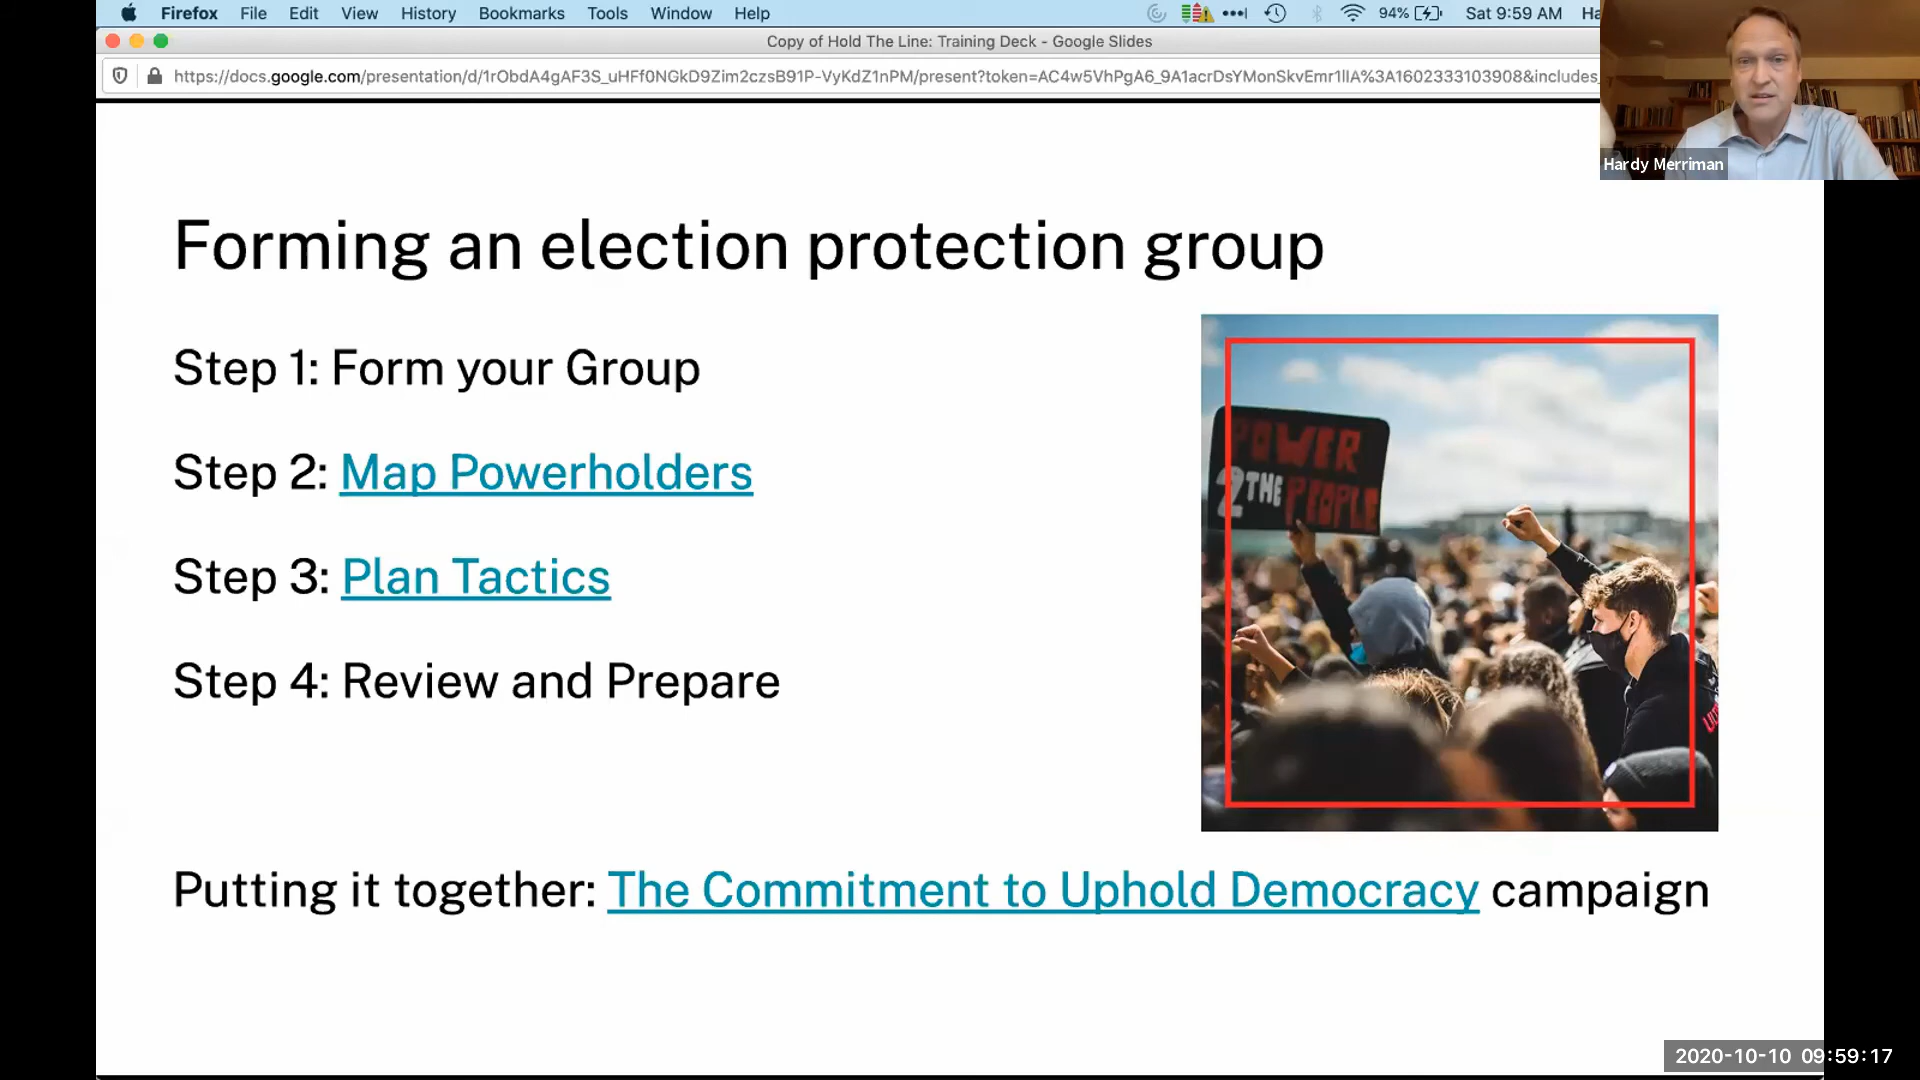 Firefox File Edit View History Bookmarks Tools Window Help 94% Sat 9:59 AM Ha
Copy of Hold The Line: Training Deck - Google Slides
https://docs.google.com/presentation/d/1rObdA4gAF3S_uHFf0NGkD9Zim2czsB91P-VyKdZ1nPM/present?token=AC4w5VhPgA6_9A1acrDsYMonSkvEmr1llA%3A1602333103908&includes_
Hardy Merriman
Forming an election protection group
Step 1: Form your Group
Step 2: Map Powerholders
Step 3: Plan Tactics
Step 4: Review and Prepare
POWER
2 THE PEOPLE
Putting it together: The Commitment to Uphold Democracy campaign
2020-10-10 09:59:17